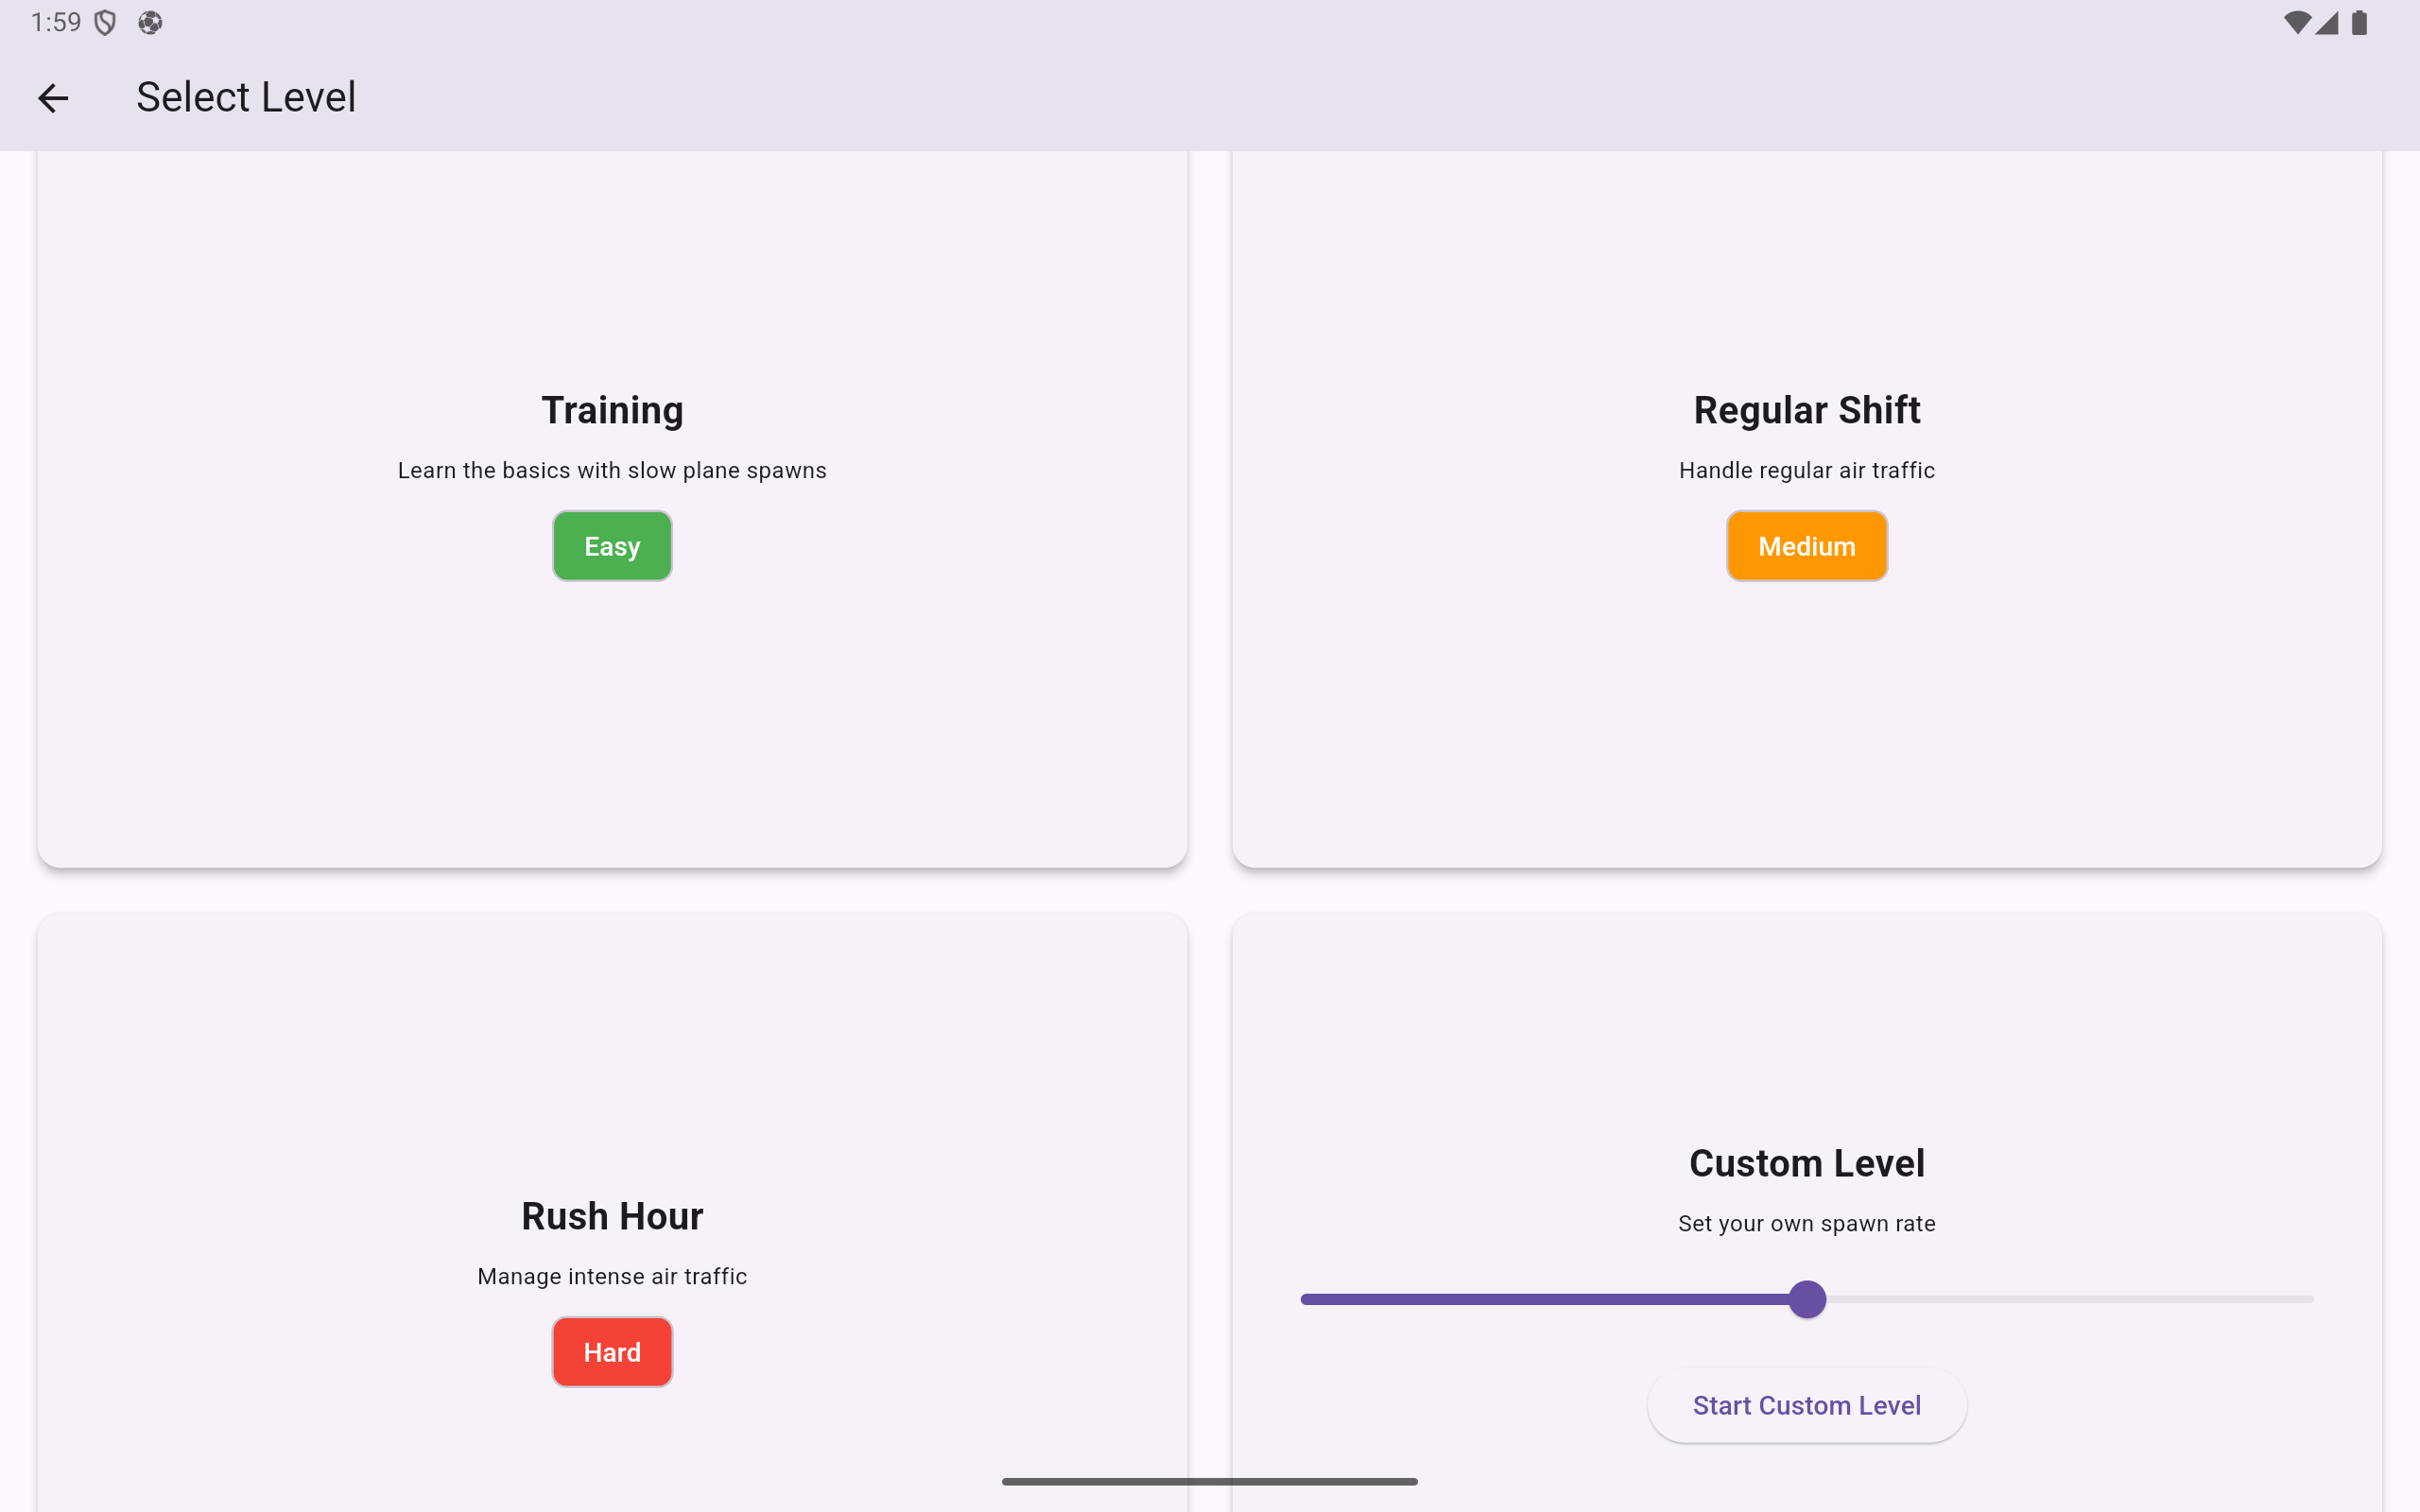 1:59
Select Level
Training
Learn the basics with slow plane spawns
Easy
Regular Shift
Handle regular air traffic
Medium
Rush Hour
Manage intense air traffic
Hard
Custom Level
Set your own spawn rate
Start Custom Level